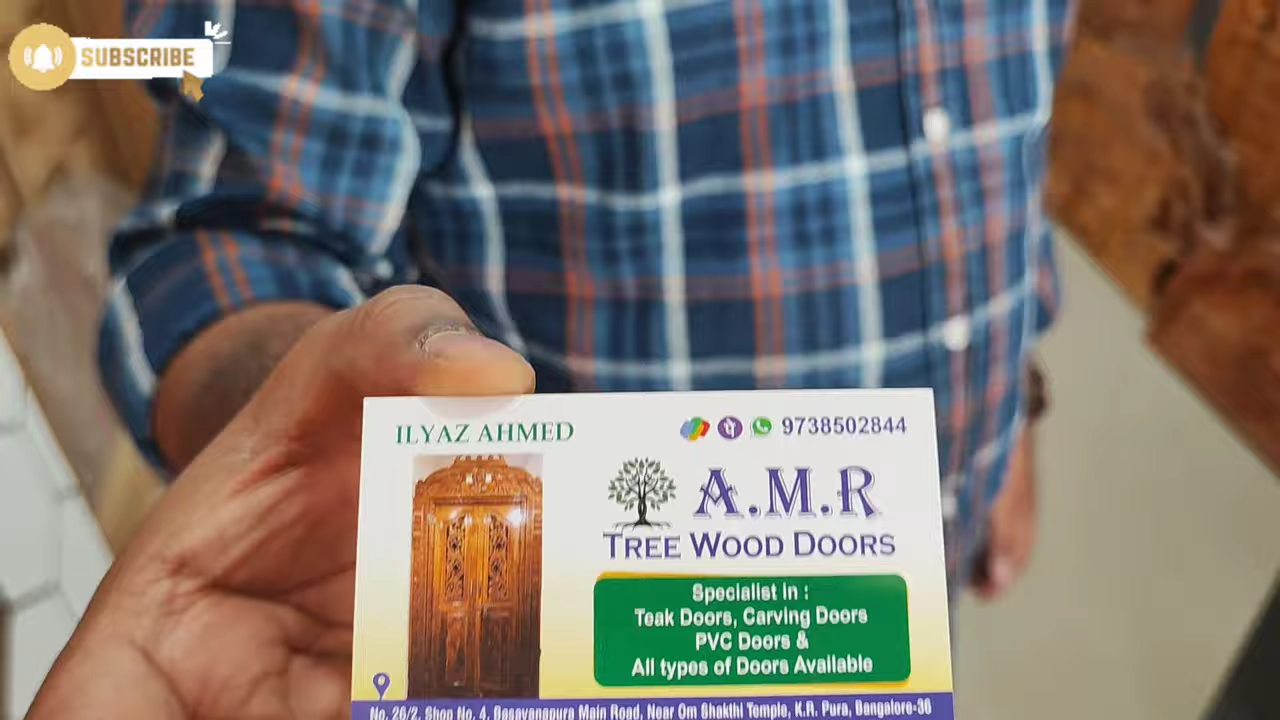 SUBSCRIBE
ILYAZ AHMED
9738502844
A.M.R
TREE WOOD DOORS
Specialist in :
Teak Doors, Carving Doors
PVC Doors &
All types of Doors Available
No. 26/2, Shop No. 4, Basavanapura Main Road, Near Om Shakthi Temple, K.R. Pura, Bangalore-36